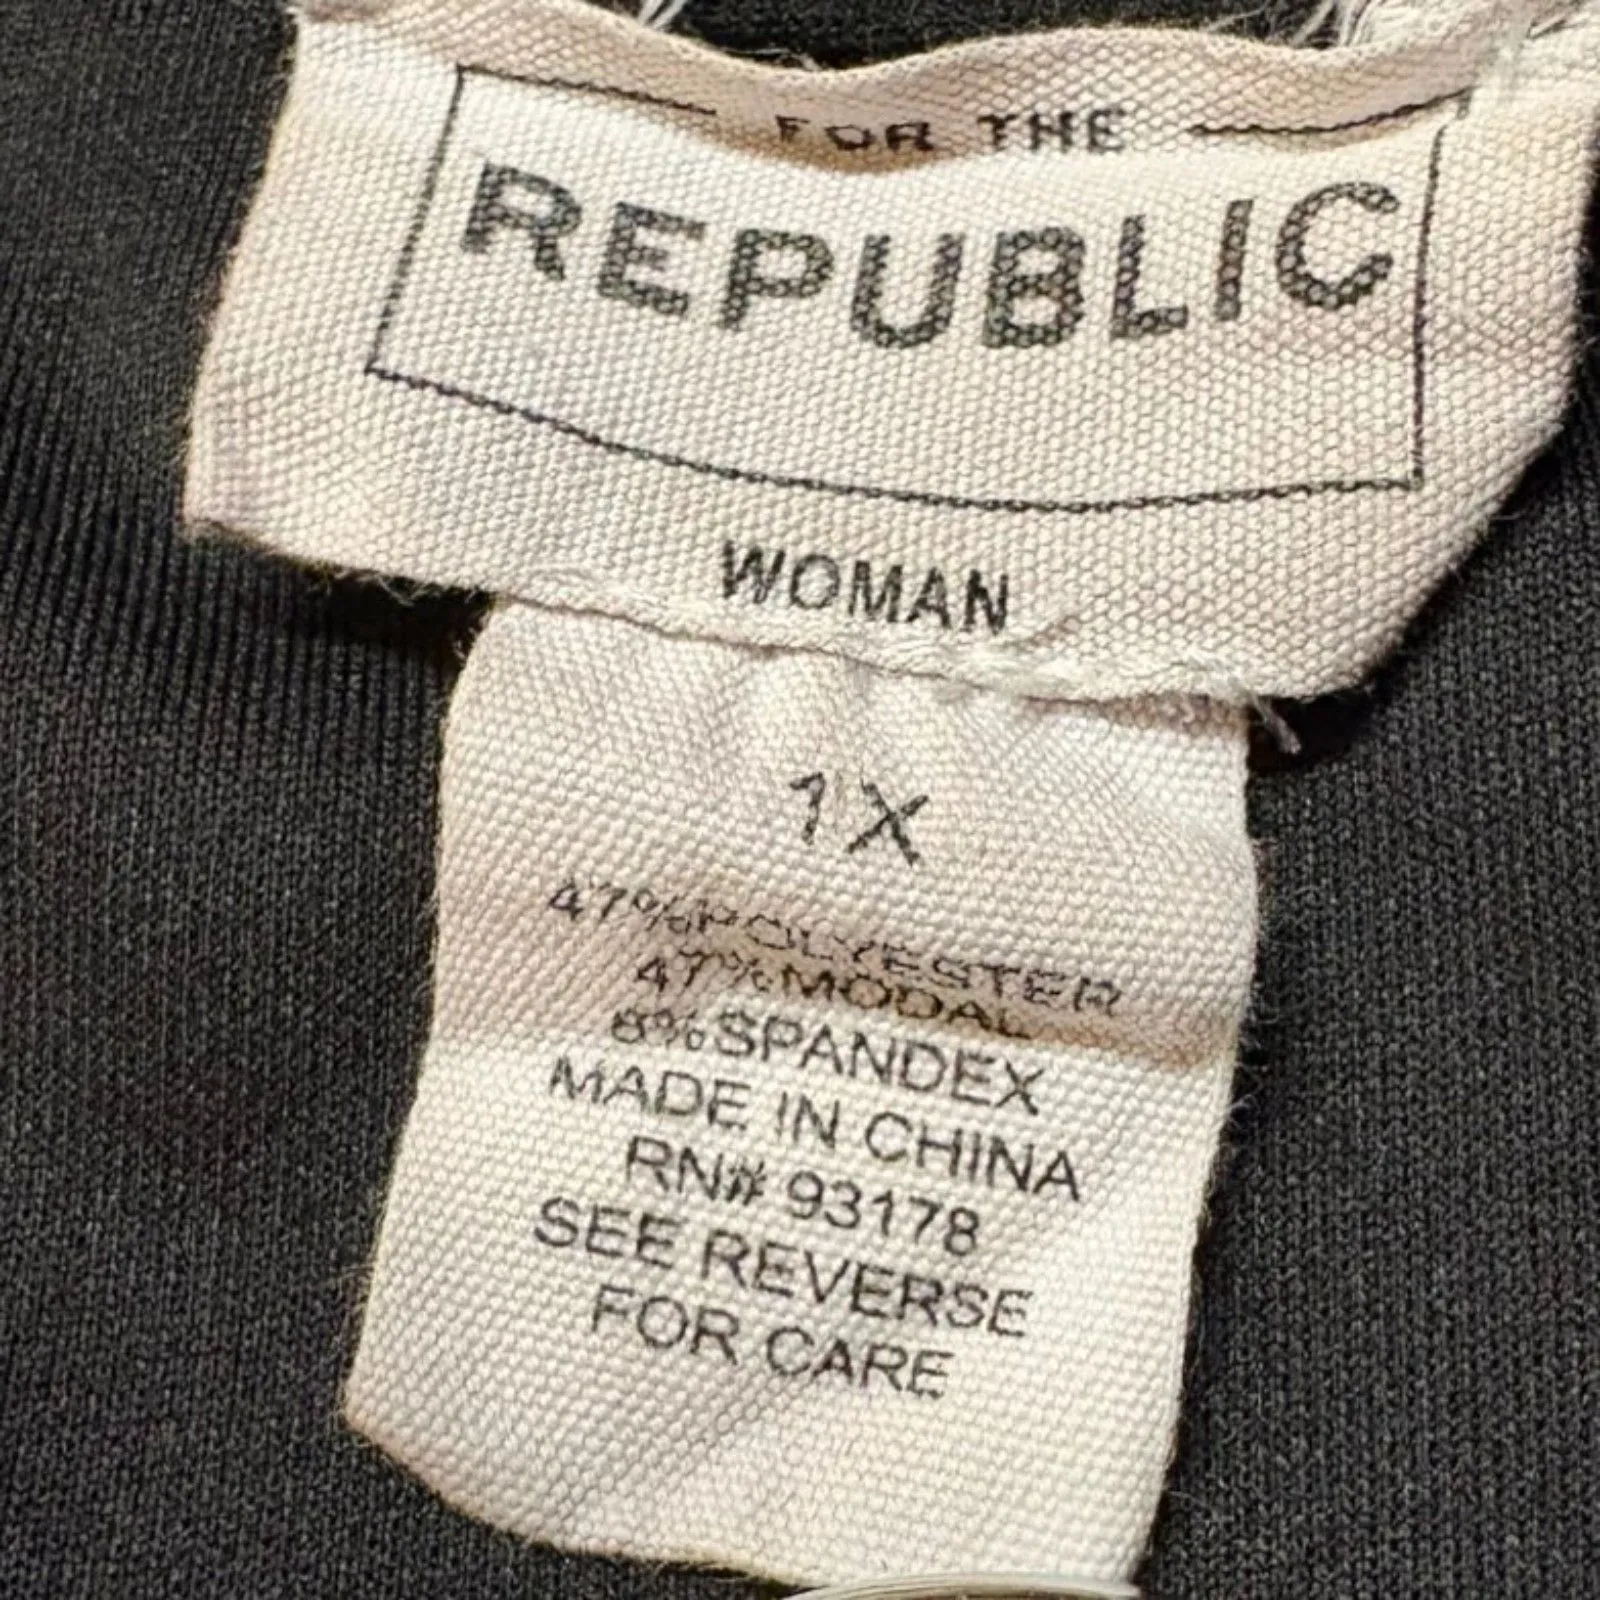 FOR THE
REPUBLIC
WOMAN
1X
47%POLYESTER
47%MODAL
6%SPANDEX
MADE IN CHINA
RN# 93178
SEE REVERSE
FOR CARE